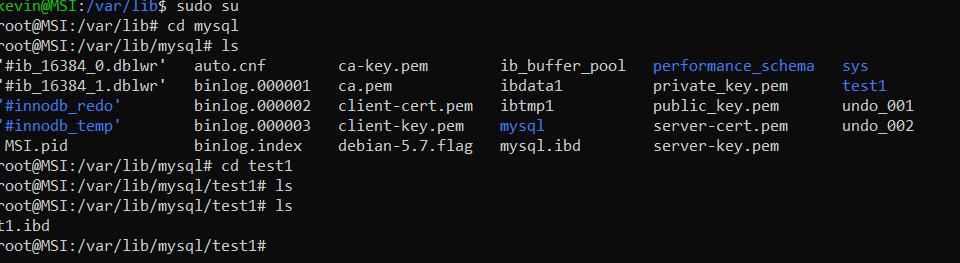 kevin@MSI:/var/lib$ sudo su
root@MSI:/var/lib# cd mysql
root@MSI:/var/lib/mysql# ls
'#ib_16384_0.dblwr'   auto.cnf        ca-key.pem        ib_buffer_pool   performance_schema   sys
'#ib_16384_1.dblwr'   binlog.000001   ca.pem            ibdata1          private_key.pem      test1
'#innodb_redo'        binlog.000002   client-cert.pem   ibtmp1           public_key.pem       undo_001
'#innodb_temp'        binlog.000003   client-key.pem    mysql            server-cert.pem      undo_002
MSI.pid              binlog.index    debian-5.7.flag   mysql.ibd        server-key.pem
root@MSI:/var/lib/mysql# cd test1
root@MSI:/var/lib/mysql/test1# ls
root@MSI:/var/lib/mysql/test1# ls
t1.ibd
root@MSI:/var/lib/mysql/test1#